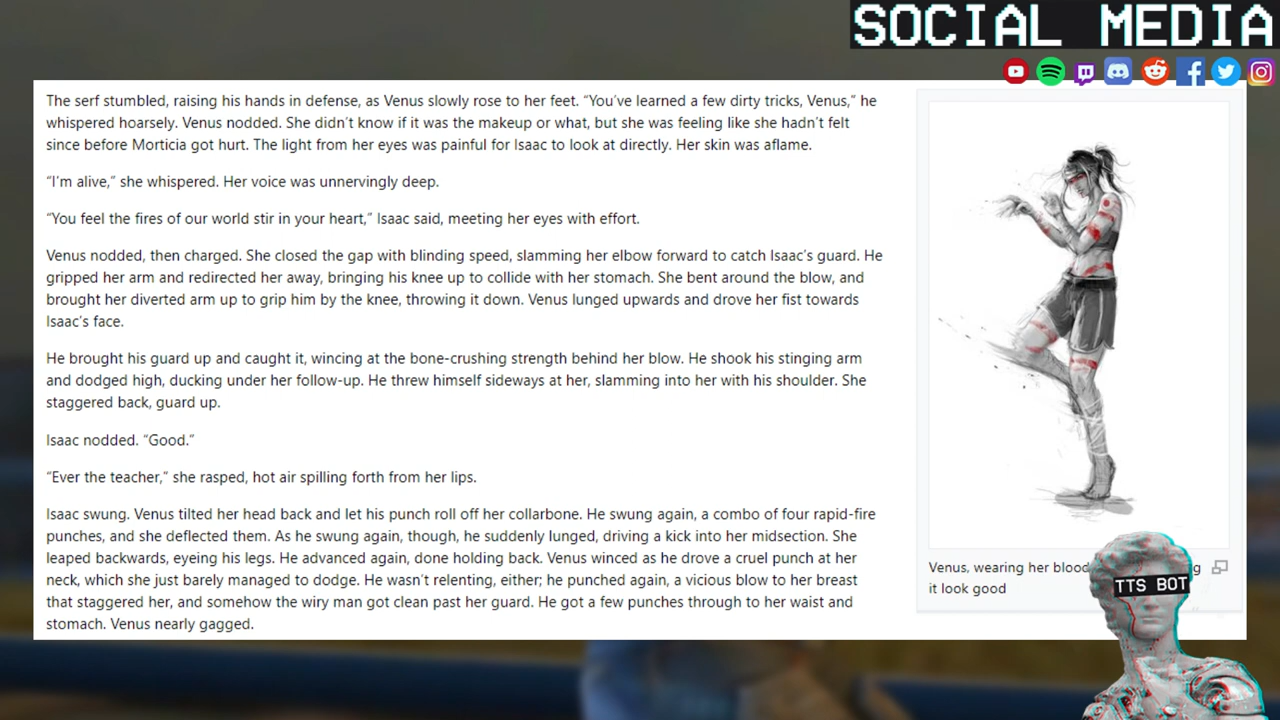 SOCIAL MEDIA
The serf stumbled, raising his hands in defense, as Venus slowly rose to her feet. “You’ve learned a few dirty tricks, Venus,” he
whispered hoarsely. Venus nodded. She didn’t know if it was the makeup or what, but she was feeling like she hadn’t felt
since before Morticia got hurt. The light from her eyes was painful for Isaac to look at directly. Her skin was aflame.
“I’m alive,” she whispered. Her voice was unnervingly deep.
“You feel the fires of our world stir in your heart,” Isaac said, meeting her eyes with effort.
Venus nodded, then charged. She closed the gap with blinding speed, slamming her elbow forward to catch Isaac’s guard. He
gripped her arm and redirected her away, bringing his knee up to collide with her stomach. She bent around the blow, and
brought her diverted arm up to grip him by the knee, throwing it down. Venus lunged upwards and drove her fist towards
Isaac’s face.
He brought his guard up and caught it, wincing at the bone-crushing strength behind her blow. He shook his stinging arm
and dodged high, ducking under her follow-up. He threw himself sideways at her, slamming into her with his shoulder. She
staggered back, guard up.
Isaac nodded. “Good.”
“Ever the teacher,” she rasped, hot air spilling forth from her lips.
Isaac swung. Venus tilted her head back and let his punch roll off her collarbone. He swung again, a combo of four rapid-fire
punches, and she deflected them. As he swung again, though, he suddenly lunged, driving a kick into her midsection. She
leaped backwards, eyeing his legs. He advanced again, done holding back. Venus winced as he drove a cruel punch at her
neck, which she just barely managed to dodge. He wasn’t relenting, either; he punched again, a vicious blow to her breast
that staggered her, and somehow the wiry man got clean past her guard. He got a few punches through to her waist and
stomach. Venus nearly gagged.
Venus, wearing her blood
it look good
TTS BOT